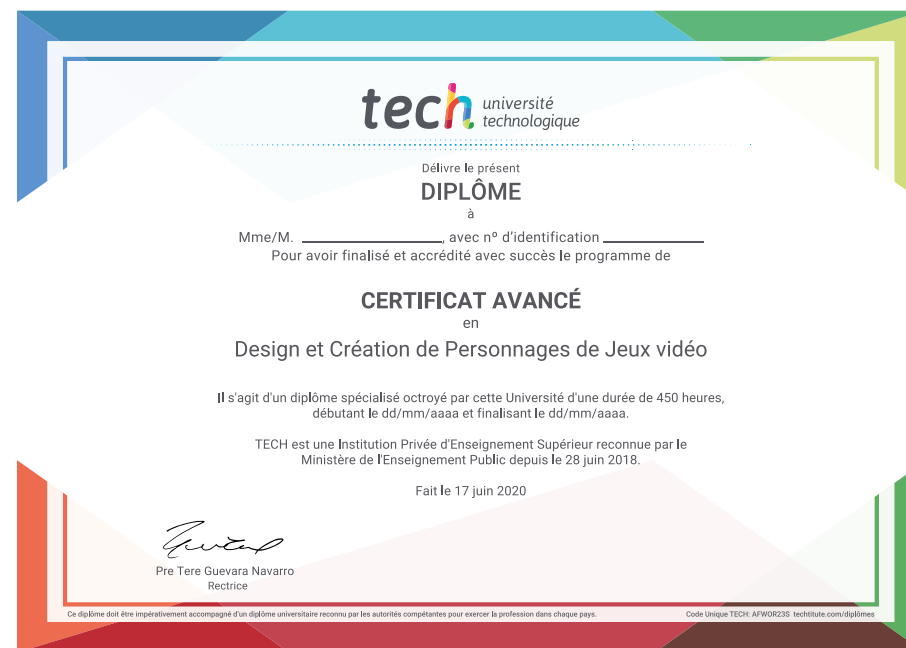 tech université
technologique
Délivre le présent
DIPLÔME
à
Mme/M. ____________, avec nº d'identification ____________
Pour avoir finalisé et accrédité avec succès le programme de
CERTIFICAT AVANCÉ
en
Design et Création de Personnages de Jeux vidéo
Il s'agit d'un diplôme spécialisé octroyé par cette Université d'une durée de 450 heures,
débutant le dd/mm/aaaa et finalisant le dd/mm/aaaa.
TECH est une Institution Privée d'Enseignement Supérieur reconnue par le
Ministère de l'Enseignement Public depuis le 28 juin 2018.
Fait le 17 juin 2020
Pre Tere Guevara Navarro
Rectrice
Ce diplôme doit être impérativement accompagné d'un diplôme universitaire reconnu par les autorités compétentes pour exercer la profession dans chaque pays.
Code Unique TECH: AFWOR23S techtitute.com/diplômes